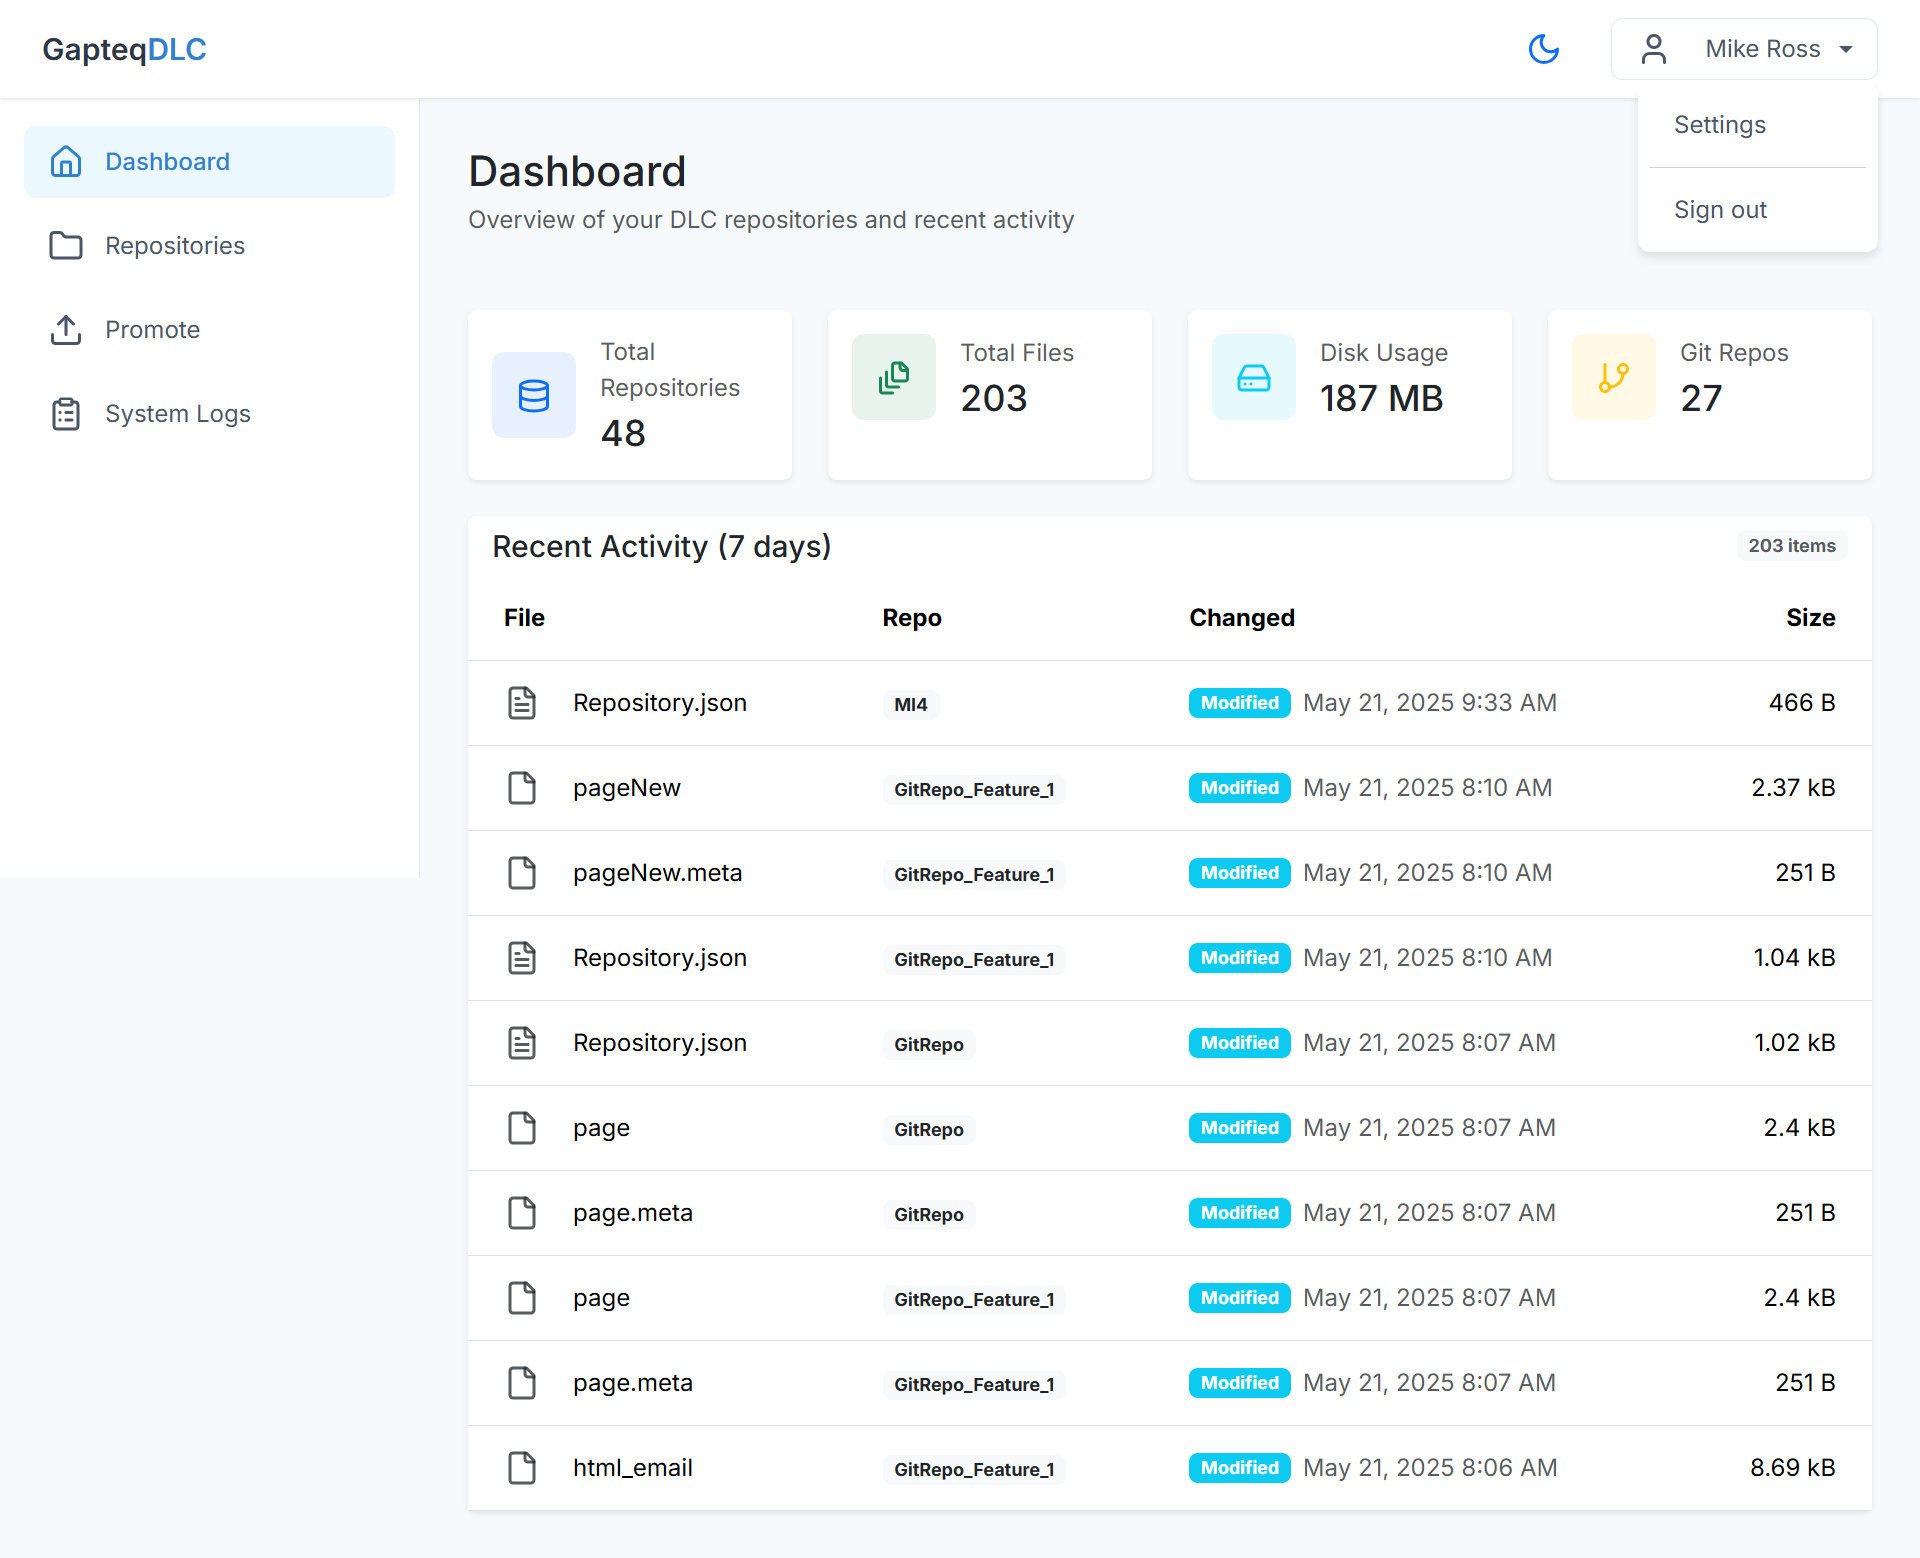 GapteqDLC
Mike Ross
Settings
Sign out
Dashboard
Repositories
Promote
System Logs
Dashboard
Overview of your DLC repositories and recent activity
Total
Repositories
48
Total Files
203
Disk Usage
187 MB
Git Repos
27
Recent Activity (7 days)
203 items
File Repo Changed Size
Repository.json MI4 Modified May 21, 2025 9:33 AM 466 B
pageNew GitRepo_Feature_1 Modified May 21, 2025 8:10 AM 2.37 kB
pageNew.meta GitRepo_Feature_1 Modified May 21, 2025 8:10 AM 251 B
Repository.json GitRepo_Feature_1 Modified May 21, 2025 8:10 AM 1.04 kB
Repository.json GitRepo Modified May 21, 2025 8:07 AM 1.02 kB
page GitRepo Modified May 21, 2025 8:07 AM 2.4 kB
page.meta GitRepo Modified May 21, 2025 8:07 AM 251 B
page GitRepo_Feature_1 Modified May 21, 2025 8:07 AM 2.4 kB
page.meta GitRepo_Feature_1 Modified May 21, 2025 8:07 AM 251 B
html_email GitRepo_Feature_1 Modified May 21, 2025 8:06 AM 8.69 kB